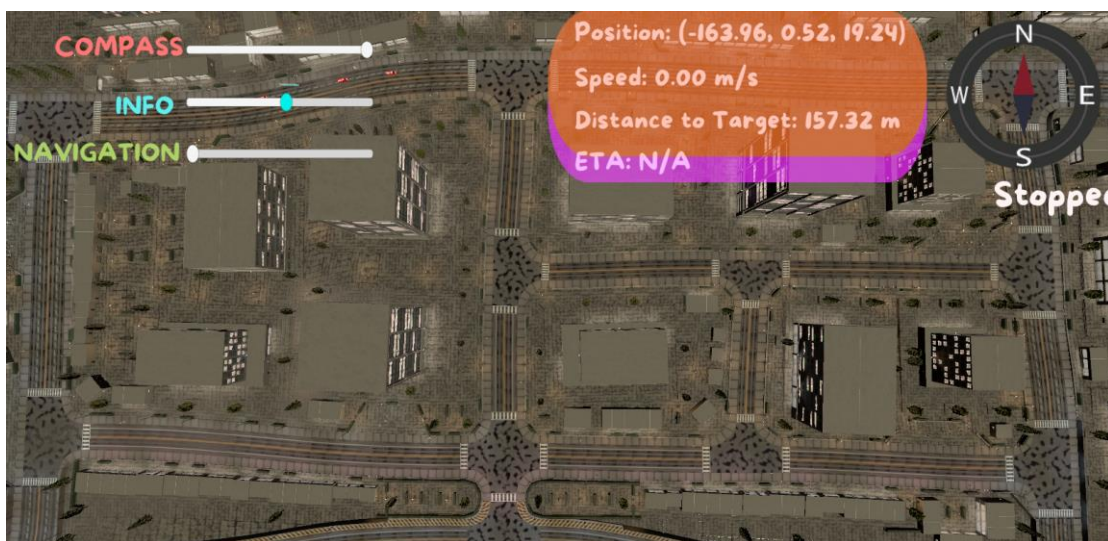 COMPASS
INFO
NAVIGATION
Position: (-163.96, 0.52, 19.24)
Speed: 0.00 m/s
Distance to Target: 157.32 m
ETA: N/A
N
W E
S
Stopped